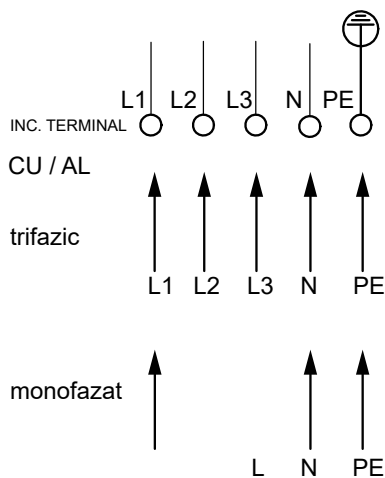 L1 L2 L3 N PE
INC. TERMINAL
CU / AL
trifazic
L1 L2 L3 N PE
monofazat
L N PE